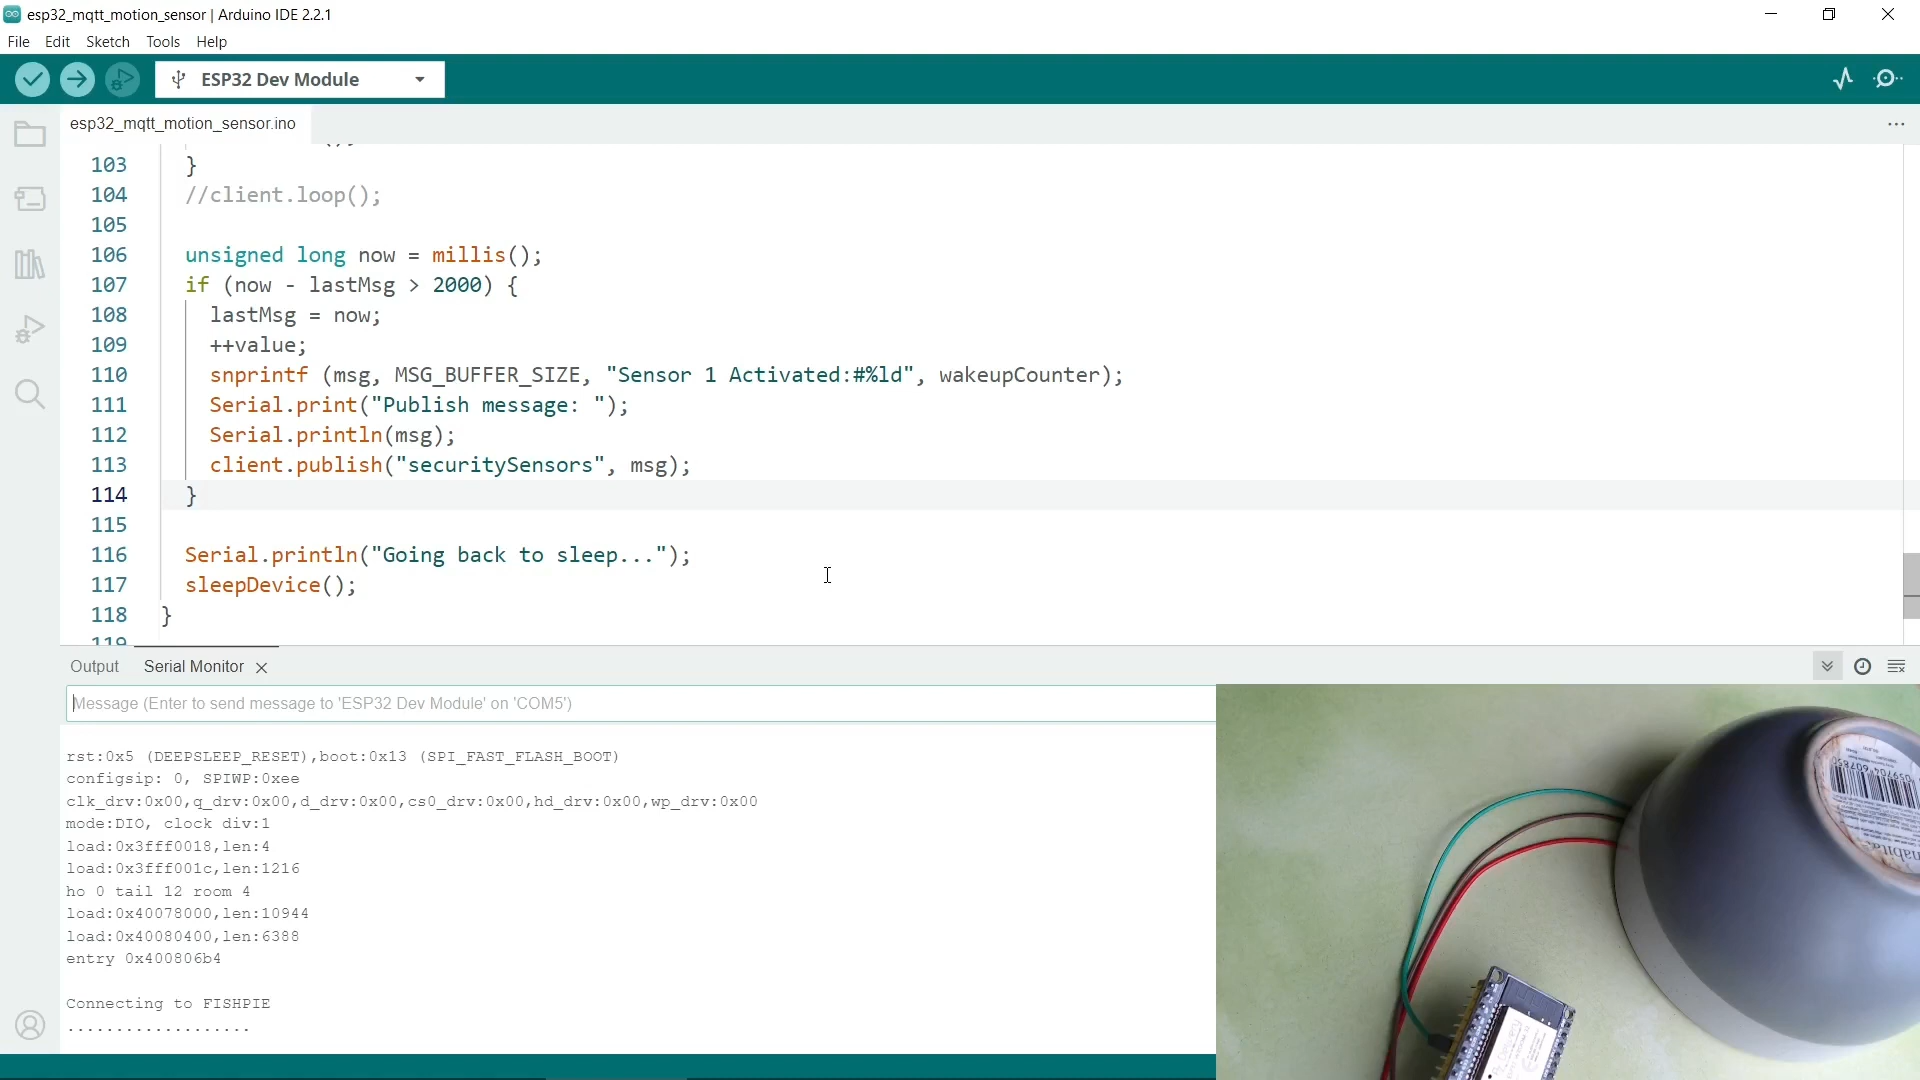 esp32_mqtt_motion_sensor | Arduino IDE 2.2.1
File Edit Sketch Tools Help
ESP32 Dev Module
esp32_mqtt_motion_sensor.ino
103 }
104 //client.loop();
105
106 unsigned long now = millis();
107 if (now - lastMsg > 2000) {
108 lastMsg = now;
109 ++value;
110 snprintf (msg, MSG_BUFFER_SIZE, "Sensor 1 Activated:#%ld", wakeupCounter);
111 Serial.print("Publish message: ");
112 Serial.println(msg);
113 client.publish("securitySensors", msg);
114 }
115
116 Serial.println("Going back to sleep...");
117 sleepDevice();
118 }
119
Output Serial Monitor
Message (Enter to send message to 'ESP32 Dev Module' on 'COM5')
rst:0x5 (DEEPSLEEP_RESET),boot:0x13 (SPI_FAST_FLASH_BOOT)
configsip: 0, SPIWP:0xee
clk_drv:0x00,q_drv:0x00,d_drv:0x00,cs0_drv:0x00,hd_drv:0x00,wp_drv:0x00
mode:DIO, clock div:1
load:0x3fff0018,len:4
load:0x3fff001c,len:1216
ho 0 tail 12 room 4
load:0x40078000,len:10944
load:0x40080400,len:6388
entry 0x400806b4
Connecting to FISHPIE
...................